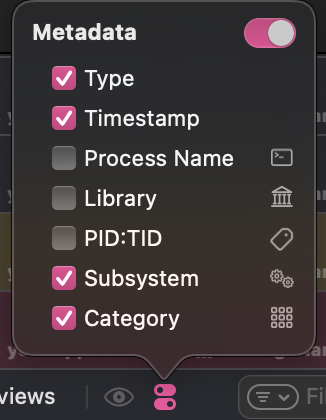 Metadata
Type
Timestamp
Process Name
Library
PID:TID
Subsystem
Category
views
Fi